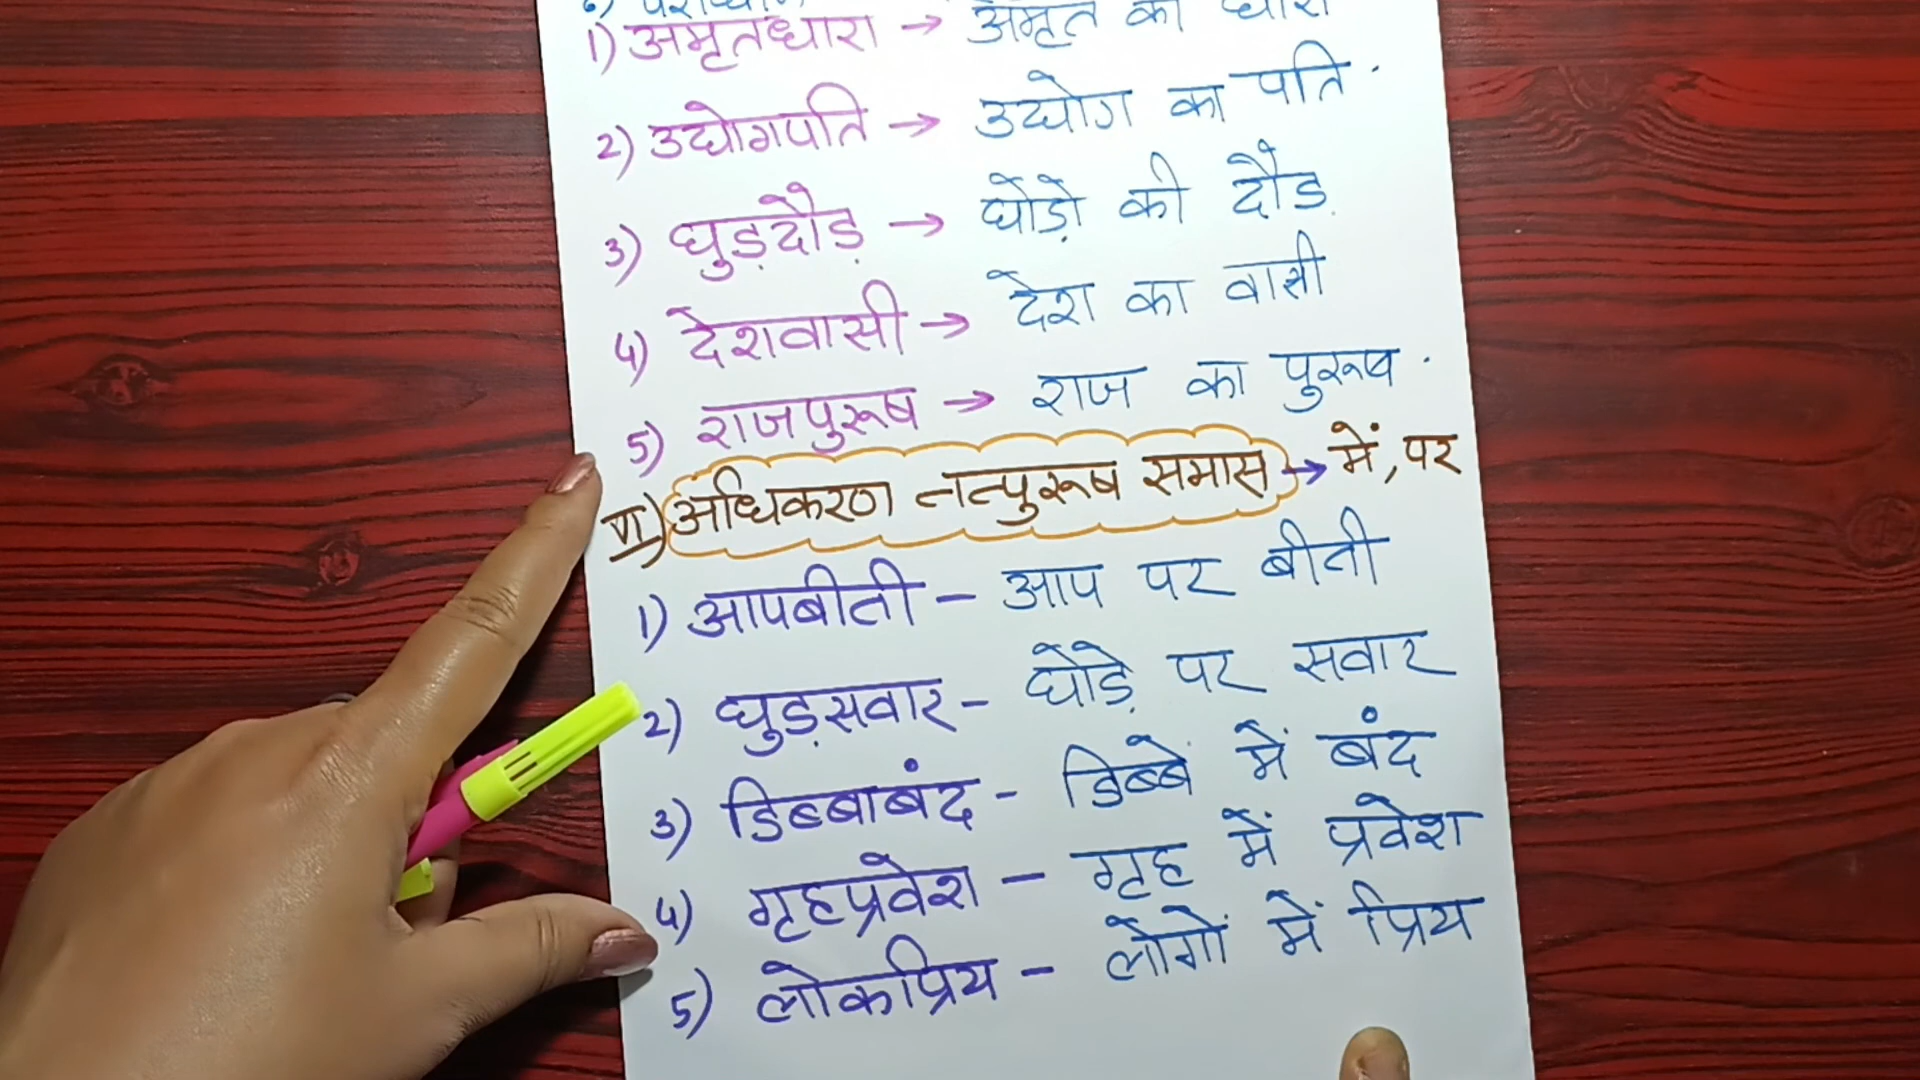 1) अमृतधारा → अमृत की धारा
2) उद्योगपति → उद्योग का पति
3) घुड़दौड़ → घोड़ो की दौड़
4) देशवासी → देश का वासी
5) राजपुरूष → राज का पुरूष
VI) अधिकरण तत्पुरूष समास → में, पर
1) आपबीती - आप पर बीती
2) घुड़सवार - घोड़े पर सवार
3) डिब्बाबंद - डिब्बे में बंद
4) गृहप्रवेश - गृह में प्रवेश
5) लोकप्रिय - लोगों में प्रिय